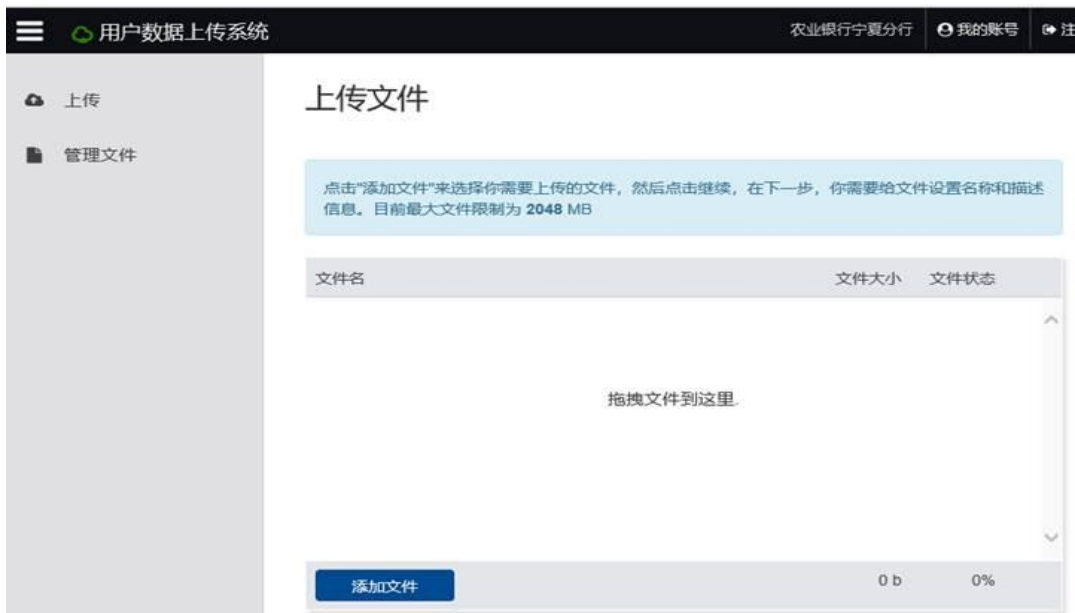 用户数据上传系统
农业银行宁夏分行 我的账号 注
上传
管理文件
上传文件
点击"添加文件"来选择你需要上传的文件，然后点击继续，在下一步，你需要给文件设置名称和描述
信息。目前最大文件限制为 2048 MB
文件名 文件大小 文件状态
拖拽文件到这里.
添加文件 0 b 0%